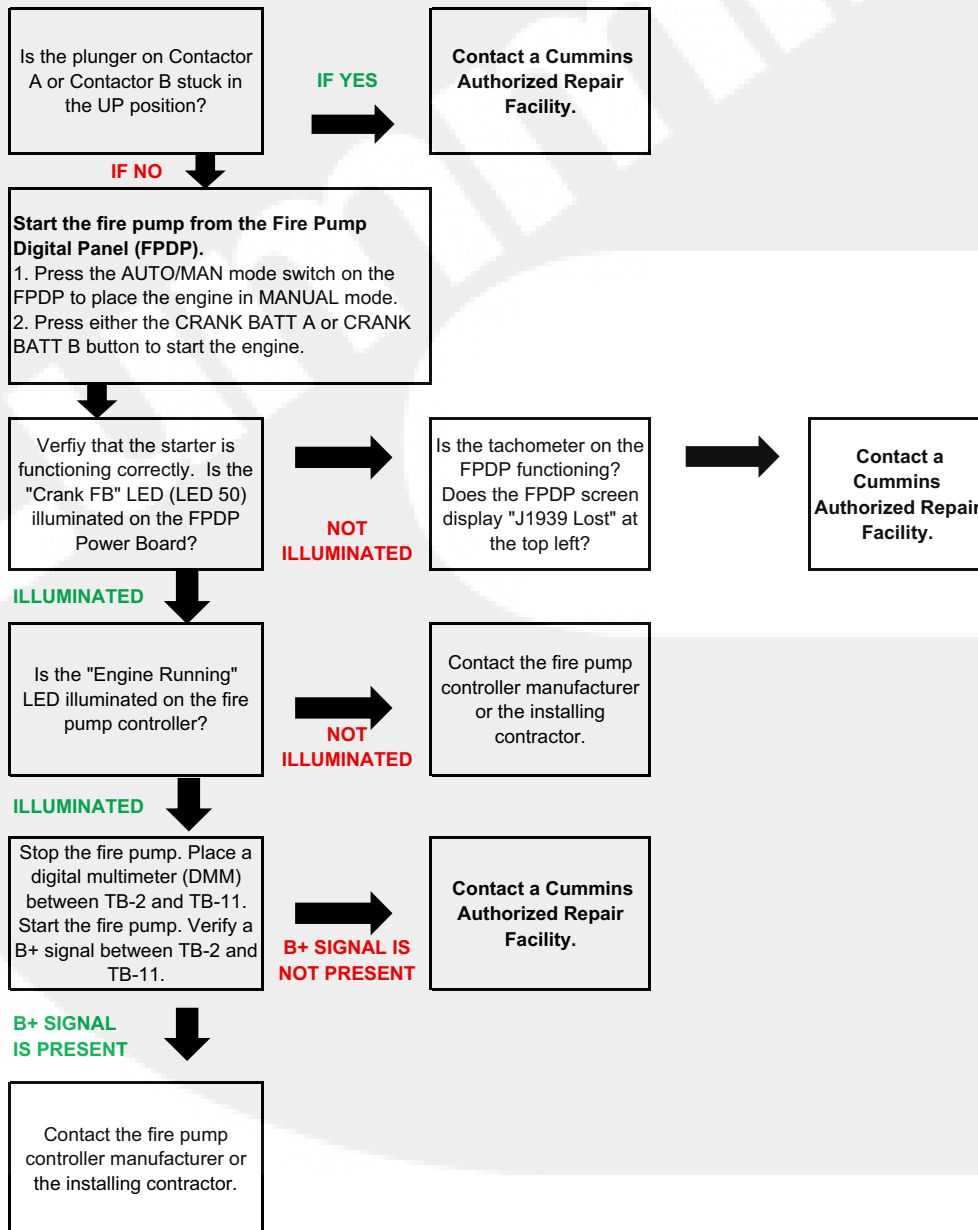 Is the plunger on Contactor
A or Contactor B stuck in
the UP position?
IF YES
Contact a Cummins
Authorized Repair
Facility.
IF NO
Start the fire pump from the Fire Pump
Digital Panel (FPDP).
1. Press the AUTO/MAN mode switch on the
FPDP to place the engine in MANUAL mode.
2. Press either the CRANK BATT A or CRANK
BATT B button to start the engine.
Verfiy that the starter is
functioning correctly. Is the
"Crank FB" LED (LED 50)
illuminated on the FPDP
Power Board?
NOT
ILLUMINATED
Is the tachometer on the
FPDP functioning?
Does the FPDP screen
display "J1939 Lost" at
the top left?
Contact a
Cummins
Authorized Repair
Facility.
ILLUMINATED
Is the "Engine Running"
LED illuminated on the fire
pump controller?
NOT
ILLUMINATED
Contact the fire pump
controller manufacturer
or the installing
contractor.
ILLUMINATED
Stop the fire pump. Place a
digital multimeter (DMM)
between TB-2 and TB-11.
Start the fire pump. Verify a
B+ signal between TB-2 and
TB-11.
B+ SIGNAL IS
NOT PRESENT
Contact a Cummins
Authorized Repair
Facility.
B+ SIGNAL
IS PRESENT
Contact the fire pump
controller manufacturer or
the installing contractor.